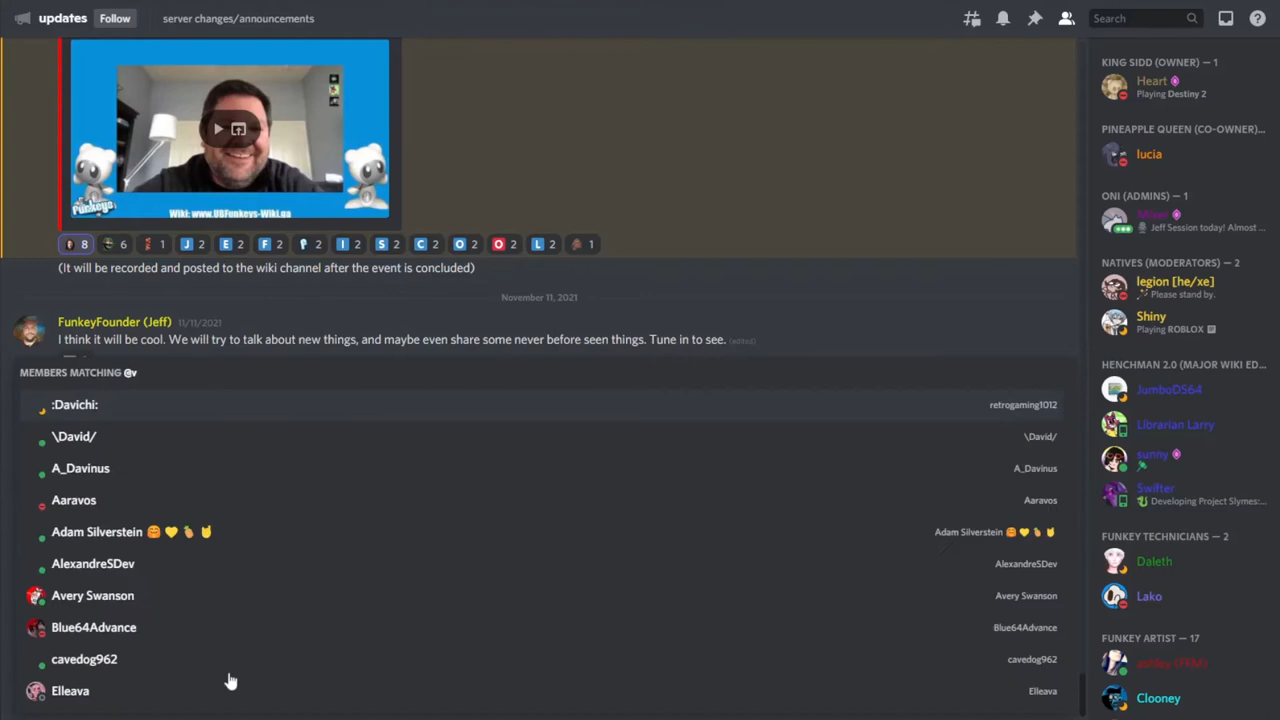 updates
Follow
server changes/announcements
Search
Funkeys
Wiki: www.UBFunkeys-Wiki.ua
8
6
1
J 2
E 2
F 2
2
I 2
S 2
C 2
O 2
O 2
L 2
1
(It will be recorded and posted to the wiki channel after the event is concluded)
November 11, 2021
FunkeyFounder (Jeff) 11/11/2021
I think it will be cool. We will try to talk about new things, and maybe even share some never before seen things. Tune in to see. (edited)
MEMBERS MATCHING @v
:Davichi: retrogaming1012
\David/ \David/
A_Davinus A_Davinus
Aaravos Aaravos
Adam Silverstein 🤗 💛 🍍 🤘 Adam Silverstein 🤗 💛 🍍 🤘
AlexandreSDev AlexandreSDev
Avery Swanson Avery Swanson
Blue64Advance Blue64Advance
cavedog962 cavedog962
Elleava Elleava
KING SIDD (OWNER) — 1
Heart
Playing Destiny 2
PINEAPPLE QUEEN (CO-OWNER)...
lucia
ONI (ADMINS) — 1
Jeff Session today! Almost ...
NATIVES (MODERATORS) — 2
legion [he/xe]
Please stand by.
Shiny
Playing ROBLOX
HENCHMAN 2.0 (MAJOR WIKI ED...
JumboDS64
Librarian Larry
sunny
Swifter
Developing Project Slymes:...
FUNKEY TECHNICIANS — 2
Daleth
Lako
FUNKEY ARTIST — 17
ashley (FFM)
Clooney